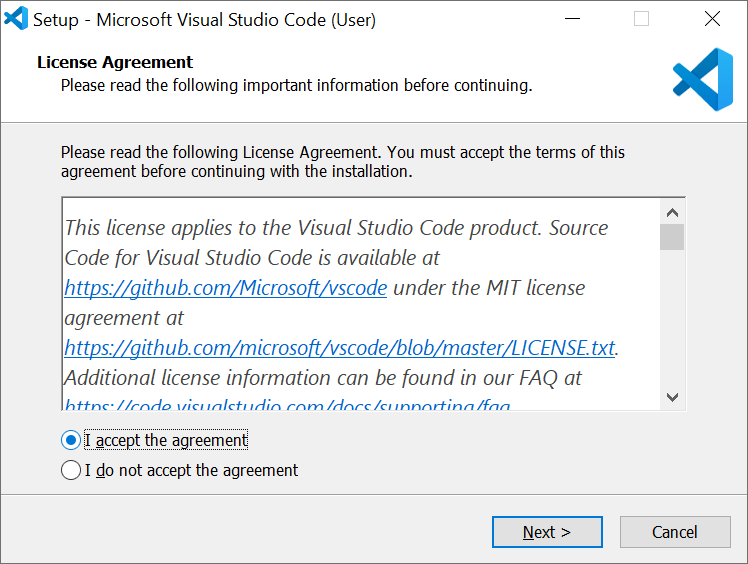 Setup - Microsoft Visual Studio Code (User)
License Agreement
Please read the following important information before continuing.
Please read the following License Agreement. You must accept the terms of this
agreement before continuing with the installation.
This license applies to the Visual Studio Code product. Source
Code for Visual Studio Code is available at
https://github.com/Microsoft/vscode under the MIT license
agreement at
https://github.com/microsoft/vscode/blob/master/LICENSE.txt.
Additional license information can be found in our FAQ at
https://code.visualstudio.com/docs/supporting/faq
I accept the agreement
I do not accept the agreement
Next >
Cancel